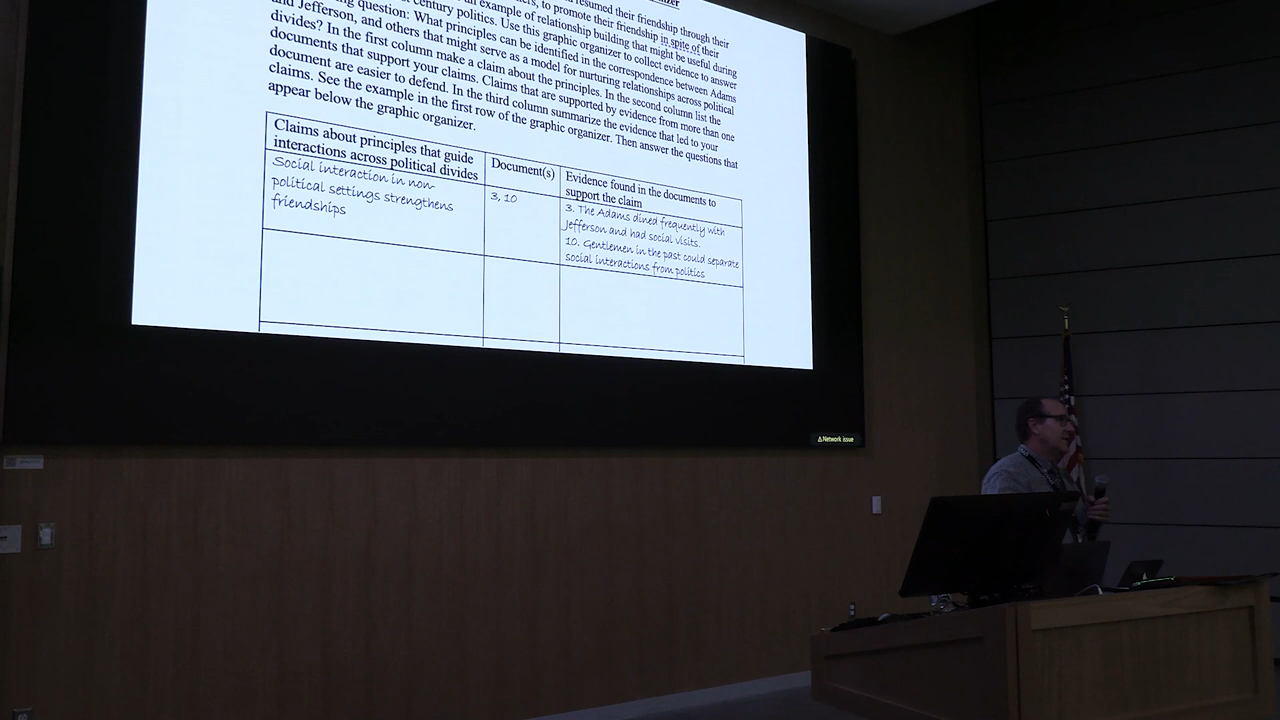 resumed their friendship through their
to promote their friendship in spite of their
an example of relationship building that might be useful during
century politics. Use this graphic organizer to collect evidence to answer
question: What principles can be identified in the correspondence between Adams
and Jefferson, and others that might serve as a model for nurturing relationships across political
divides? In the first column make a claim about the principles. In the second column list the
documents that support your claims. Claims that are supported by evidence from more than one
document are easier to defend. In the third column summarize the evidence that led to your
claims. See the example in the first row of the graphic organizer. Then answer the questions that
appear below the graphic organizer.
Claims about principles that guide
interactions across political divides
Document(s)
Evidence found in the documents to
support the claim
Social interaction in non-
political settings strengthens
friendships
3, 10
3. The Adams dined frequently with
Jefferson and had social visits.
10. Gentlemen in the past could separate
social interactions from politics
Network issue